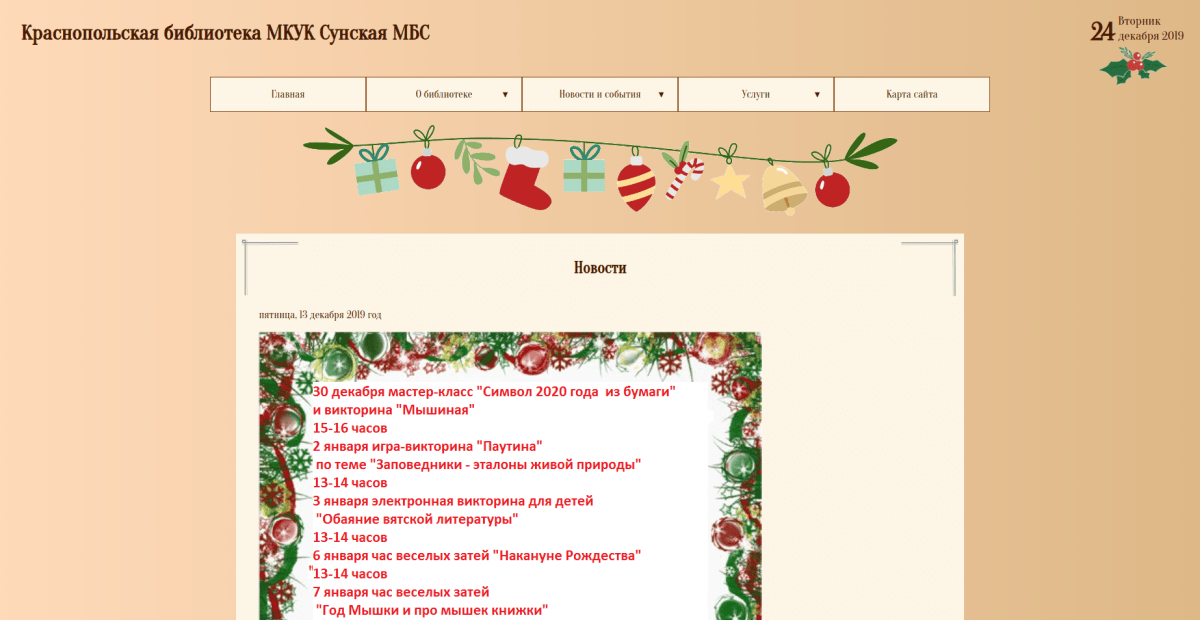 Краснопольская библиотека МКУК Сунская МБС
24 Вторник
декабря 2019
Главная
О библиотеке ▼
Новости и события ▼
Услуги ▼
Карта сайта
Новости
пятница, 13 декабря 2019 год
30 декабря мастер-класс "Символ 2020 года  из бумаги"
и викторина "Мышиная"
15-16 часов
2 января игра-викторина "Паутина"
по теме "Заповедники - эталоны живой природы"
13-14 часов
3 января электронная викторина для детей
"Обаяние вятской литературы"
13-14 часов
6 января час веселых затей "Накануне Рождества"
"13-14 часов
7 января час веселых затей
"Год Мышки и про мышек книжки"